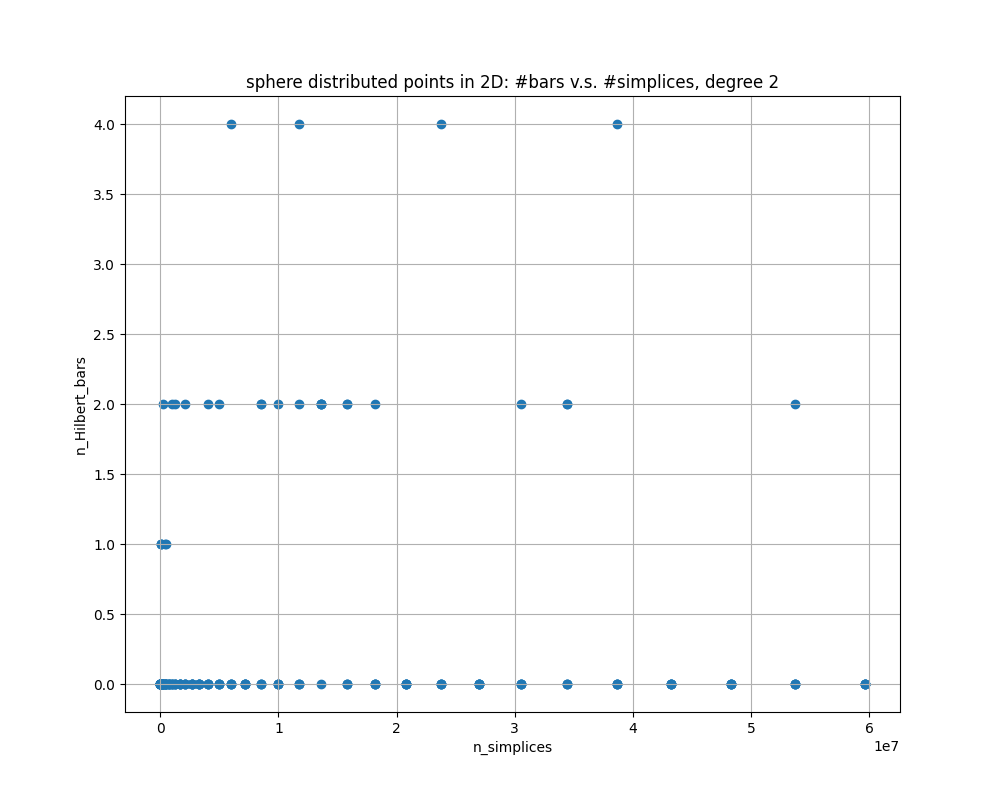 sphere distributed points in 2D: #bars v.s. #simplices, degree 2
4.0
3.5
3.0
2.5
2.0
1.5
1.0
0.5
0.0
n_Hilbert_bars
0 1 2 3 4 5 6
1e7
n_simplices